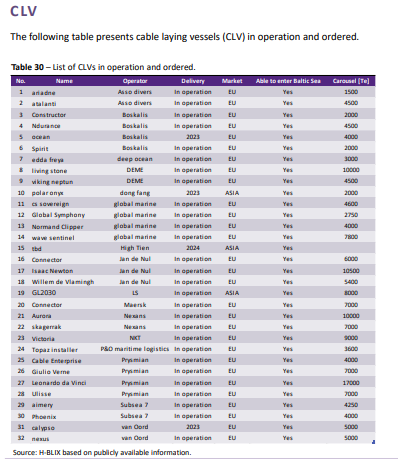 CLV
The following table presents cable laying vessels (CLV) in operation and ordered.
Table 30 – List of CLVs in operation and ordered.
No. Name Operator Delivery Market Able to enter Baltic Sea Carousel [Te]
1 ariadne Asso divers In operation EU Yes 1500
2 atalanti Asso divers In operation EU Yes 4500
3 Constructor Boskalis In operation EU Yes 2000
4 Ndurance Boskalis In operation EU Yes 4500
5 ocean Boskalis 2023 EU Yes 4000
6 Spirit Boskalis In operation EU Yes 2000
7 edda freya deep ocean In operation EU Yes 3000
8 living stone DEME In operation EU Yes 10000
9 viking neptun DEME In operation EU Yes 4500
10 polar onyx dong fang 2023 ASIA Yes 2000
11 cs sovereign global marine In operation EU Yes 4600
12 Global Symphony global marine In operation EU Yes 2750
13 Normand Clipper global marine In operation EU Yes 4000
14 wave sentinel global marine In operation EU Yes 7800
15 tbd High Tien 2024 ASIA Yes
16 Connector Jan de Nul In operation EU Yes 6000
17 Isaac Newton Jan de Nul In operation EU Yes 10500
18 Willem de Vlamingh Jan de Nul In operation EU Yes 5400
19 GL2030 LS In operation ASIA Yes 8000
20 Connector Maersk In operation EU Yes 7000
21 Aurora Nexans In operation EU Yes 10000
22 skagerrak Nexans In operation EU Yes 7000
23 Victoria NKT In operation EU Yes 9000
24 Topaz installer P&O maritime logistics In operation EU Yes 3600
25 Cable Enterprise Prysmian In operation EU Yes 4000
26 Giulio Verne Prysmian In operation EU Yes 7000
27 Leonardo da Vinci Prysmian In operation EU Yes 17000
28 Ulisse Prysmian In operation EU Yes 7000
29 aimery Subsea 7 In operation EU Yes 4250
30 Phoenix Subsea 7 In operation EU Yes 4000
31 calypso van Oord 2023 EU Yes 5000
32 nexus van Oord In operation EU Yes 5000
Source: H-BLIX based on publicly available information.